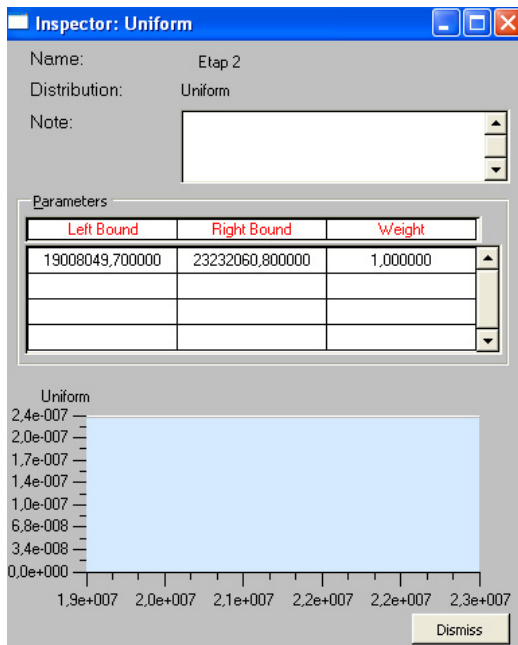 Inspector: Uniform
Name: Etap 2
Distribution: Uniform
Note:
Parameters
Left Bound Right Bound Weight
19008049,700000 23232060,800000 1,000000
Uniform
2,4e-007
2,0e-007
1,7e-007
1,4e-007
1,0e-007
6,8e-008
3,4e-008
0,0e+000
1,9e+007 2,0e+007 2,1e+007 2,2e+007 2,2e+007 2,3e+007
Dismiss